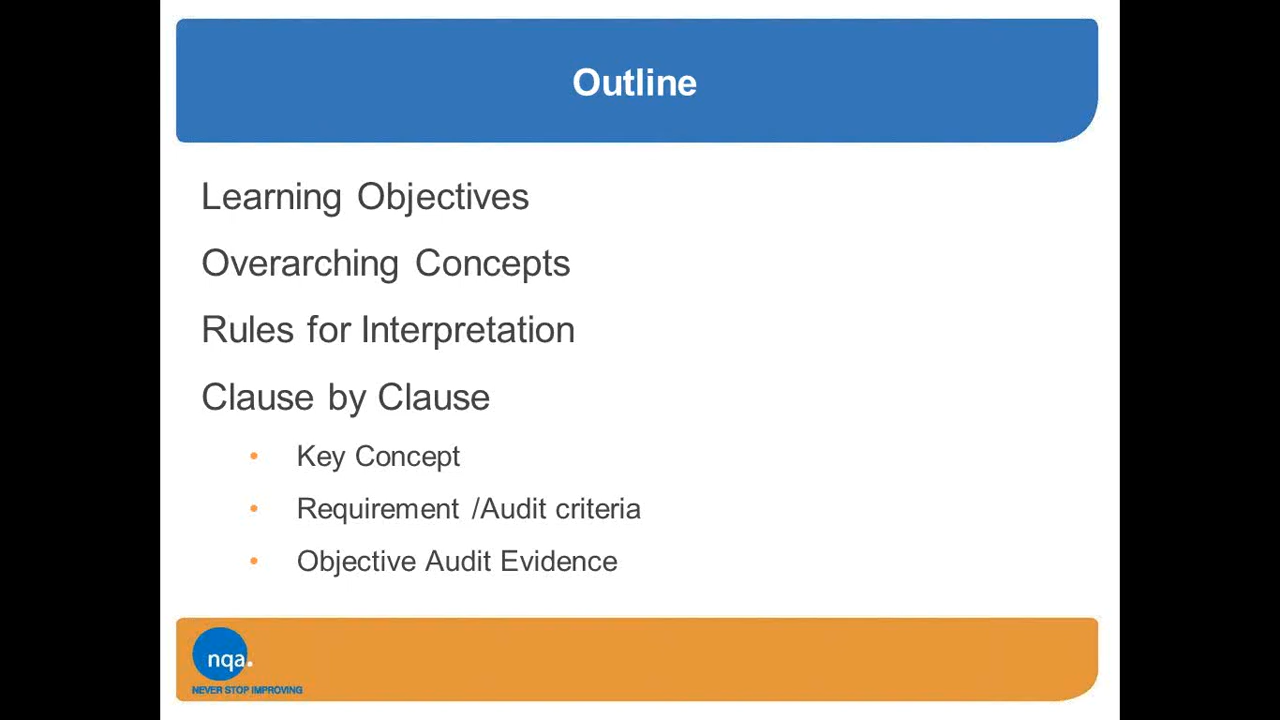 Outline
Learning Objectives
Overarching Concepts
Rules for Interpretation
Clause by Clause
• Key Concept
• Requirement /Audit criteria
• Objective Audit Evidence
nqa.
NEVER STOP IMPROVING